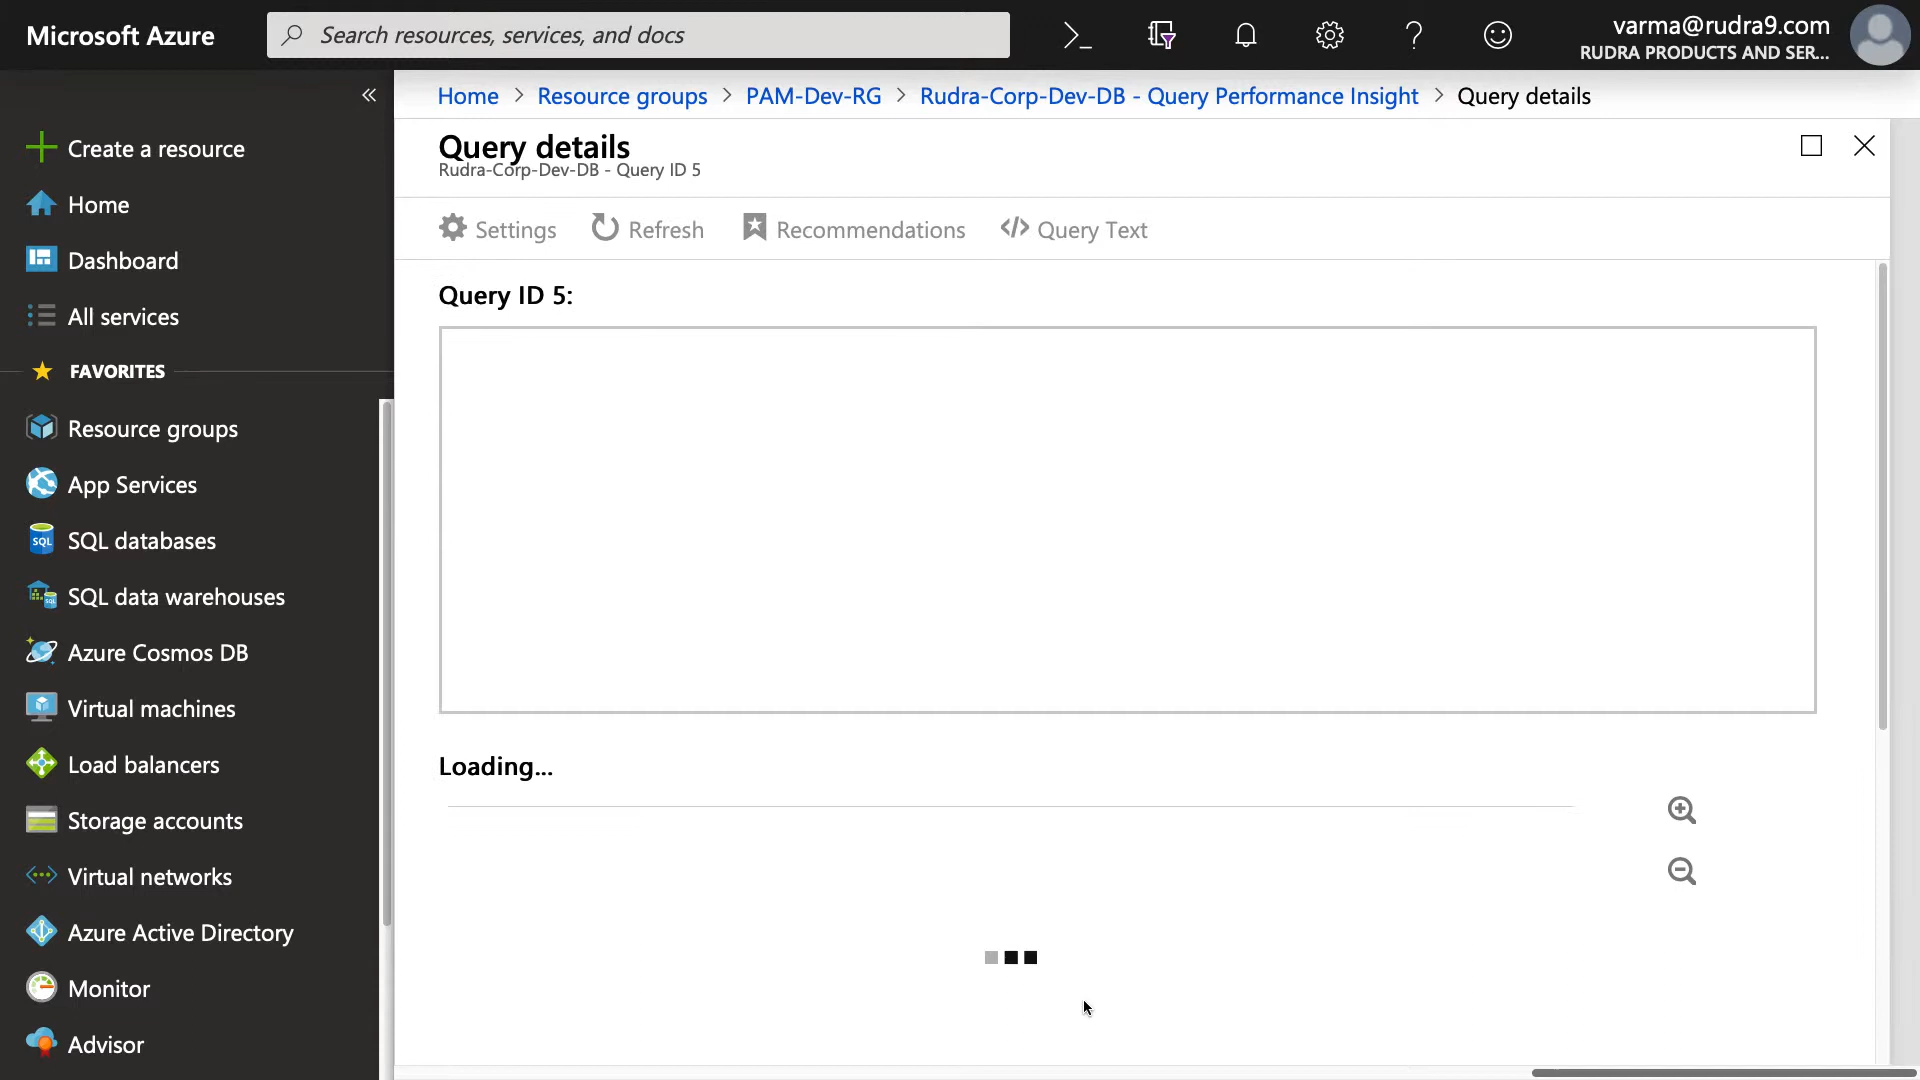 Microsoft Azure
Search resources, services, and docs
varma@rudra9.com
RUDRA PRODUCTS AND SER...
Home > Resource groups > PAM-Dev-RG > Rudra-Corp-Dev-DB - Query Performance Insight > Query details
Query details
Rudra-Corp-Dev-DB - Query ID 5
Settings
Refresh
Recommendations
</> Query Text
Query ID 5:
Loading...
«
Create a resource
Home
Dashboard
All services
FAVORITES
Resource groups
App Services
SQL
SQL databases
SQL data warehouses
Azure Cosmos DB
Virtual machines
Load balancers
Storage accounts
Virtual networks
Azure Active Directory
Monitor
Advisor